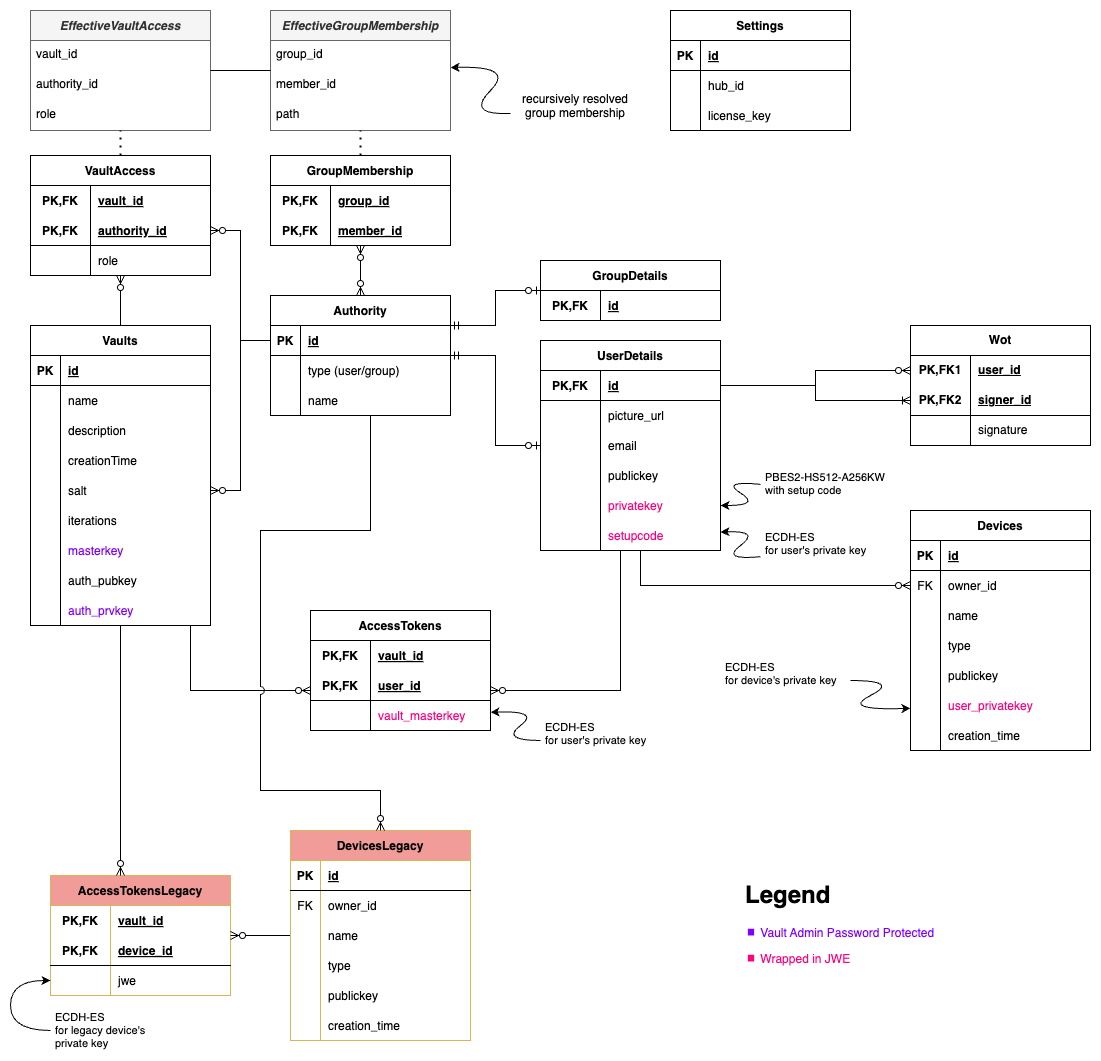 EffectiveVaultAccess
vault_id
authority_id
role
EffectiveGroupMembership
group_id
member_id
path
recursively resolved
group membership
Settings
PK id
hub_id
license_key
VaultAccess
PK,FK vault_id
PK,FK authority_id
role
GroupMembership
PK,FK group_id
PK,FK member_id
GroupDetails
PK,FK id
Authority
PK id
type (user/group)
name
Vaults
PK id
name
description
creationTime
salt
iterations
masterkey
auth_pubkey
auth_prvkey
UserDetails
PK,FK id
picture_url
email
publickey
privatekey
setupcode
PBES2-HS512-A256KW
with setup code
ECDH-ES
for user's private key
Wot
PK,FK1 user_id
PK,FK2 signer_id
signature
Devices
PK id
FK owner_id
name
type
publickey
user_privatekey
creation_time
ECDH-ES
for device's private key
AccessTokens
PK,FK vault_id
PK,FK user_id
vault_masterkey
ECDH-ES
for user's private key
DevicesLegacy
PK id
FK owner_id
name
type
publickey
creation_time
AccessTokensLegacy
PK,FK vault_id
PK,FK device_id
jwe
ECDH-ES
for legacy device's
private key
Legend
Vault Admin Password Protected
Wrapped in JWE